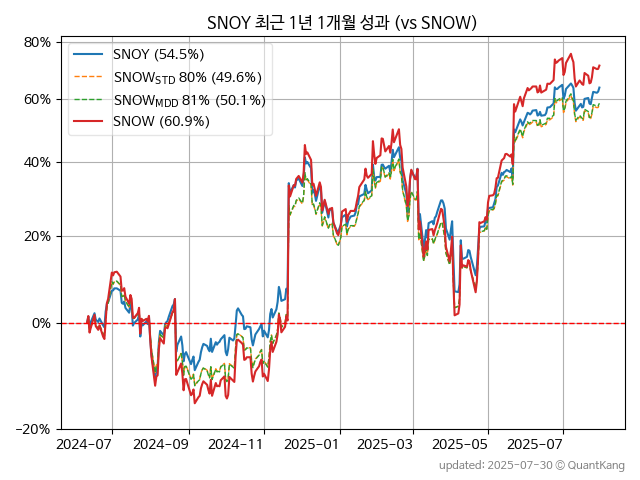 SNOY 최근 1년 1개월 성과 (vs SNOW)
80%
60%
40%
20%
0%
−20%
SNOY (54.5%)
SNOW_STD 80% (49.6%)
SNOW_MDD 81% (50.1%)
SNOW (60.9%)
2024-07 2024-09 2024-11 2025-01 2025-03 2025-05 2025-07
updated: 2025-07-30 © QuantKang